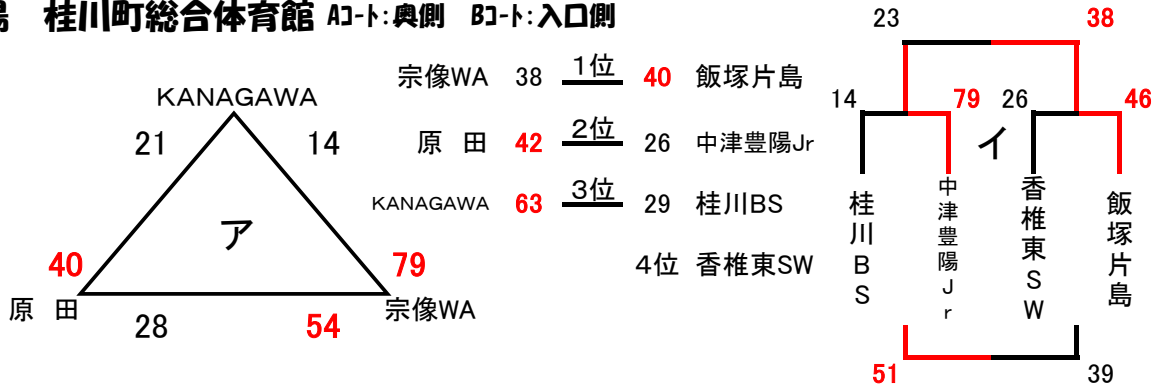 場 桂川町総合体育館 Aコート:奥側 Bコート:入口側
KANAGAWA
21 14
ア
40 79
原 田 宗像WA
28 54
宗像WA 38 1位 40 飯塚片島
原 田 42 2位 26 中津豊陽Jr
KANAGAWA 63 3位 29 桂川BS
4位 香椎東SW
23 38
14 79 26 46
イ
桂川BS
中津豊陽Jr
香椎東SW
飯塚片島
51 39